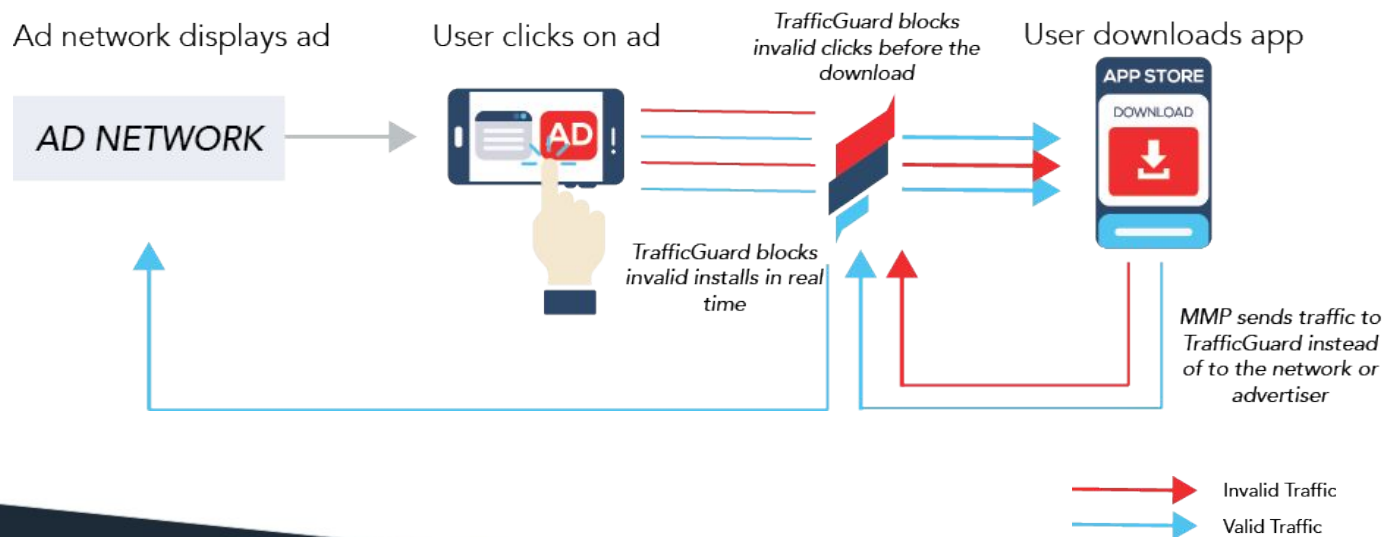 Ad network displays ad
User clicks on ad
TrafficGuard blocks
invalid clicks before the
download
User downloads app
AD NETWORK
AD
APP STORE
DOWNLOAD
TrafficGuard blocks
invalid installs in real
time
MMP sends traffic to
TrafficGuard instead
of to the network or
advertiser
Invalid Traffic
Valid Traffic